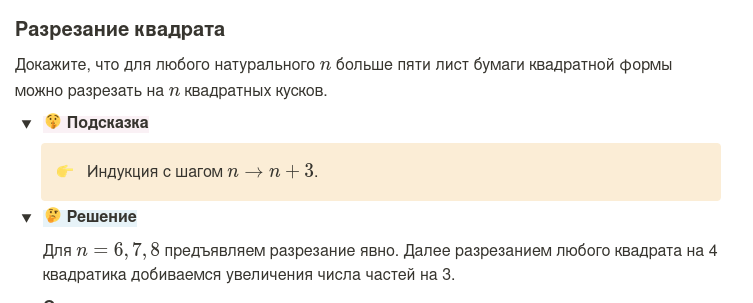 Разрезание квадрата
Докажите, что для любого натурального n больше пяти лист бумаги квадратной формы
можно разрезать на n квадратных кусков.
▼ 🤫 Подсказка
👉 Индукция с шагом n → n + 3.
▼ 🤔 Решение
Для n = 6, 7, 8 предъявляем разрезание явно. Далее разрезанием любого квадрата на 4
квадратика добиваемся увеличения числа частей на 3.